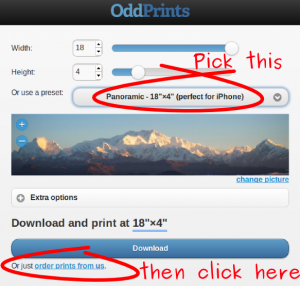 OddPrints
Width: 18
Pick this
Height: 4
Or use a preset: Panoramic - 18"×4" (perfect for iPhone)
change picture
Extra options
Download and print at 18"×4"
Download
Or just order prints from us.
then click here